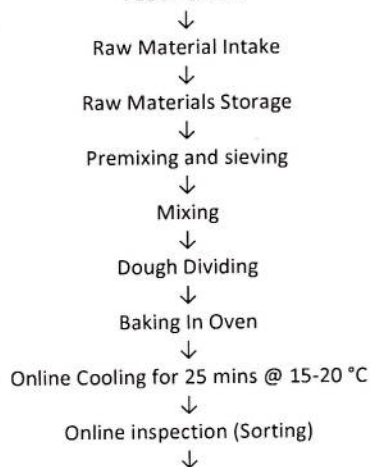 ↓
Raw Material Intake
↓
Raw Materials Storage
↓
Premixing and sieving
↓
Mixing
↓
Dough Dividing
↓
Baking In Oven
↓
Online Cooling for 25 mins @ 15-20 °C
↓
Online inspection (Sorting)
↓